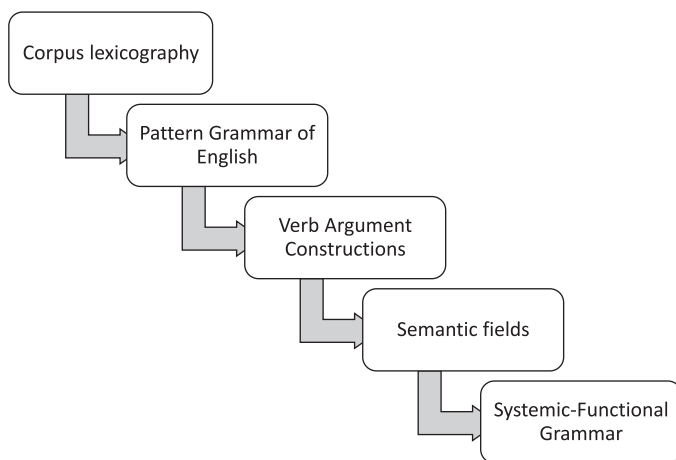 Corpus lexicography
Pattern Grammar of
English
Verb Argument
Constructions
Semantic fields
Systemic-Functional
Grammar